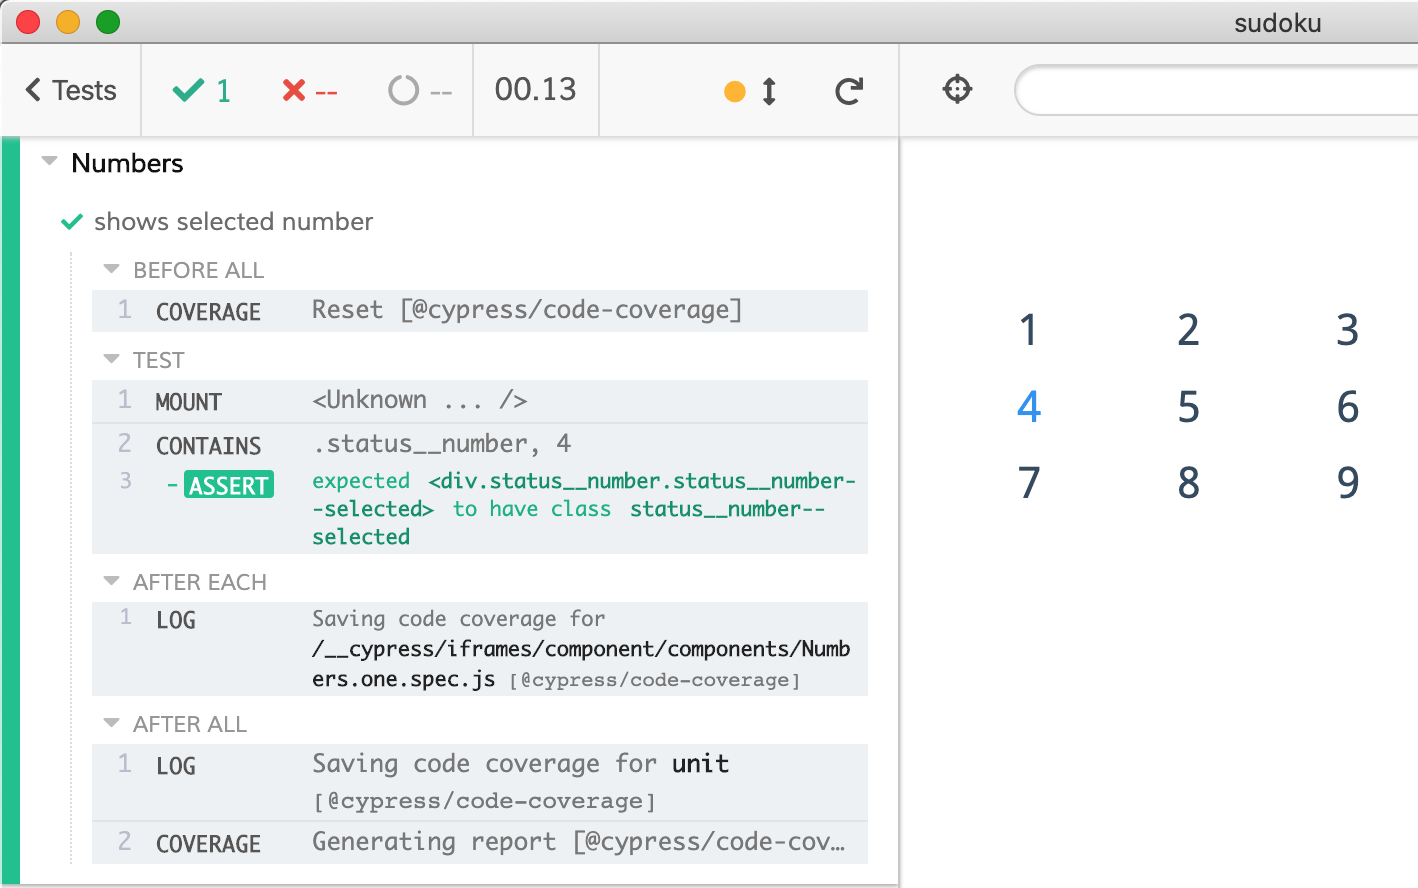 sudoku
Tests
1
--
--
00.13
Numbers
shows selected number
BEFORE ALL
1 COVERAGE Reset [@cypress/code-coverage]
TEST
1 MOUNT <Unknown ... />
2 CONTAINS .status__number, 4
3 -ASSERT expected <div.status__number.status__number-
-selected> to have class status__number--
selected
AFTER EACH
1 LOG Saving code coverage for
/__cypress/iframes/component/components/Numb
ers.one.spec.js [@cypress/code-coverage]
AFTER ALL
1 LOG Saving code coverage for unit
[@cypress/code-coverage]
2 COVERAGE Generating report [@cypress/code-cov…
1 2 3
4 5 6
7 8 9